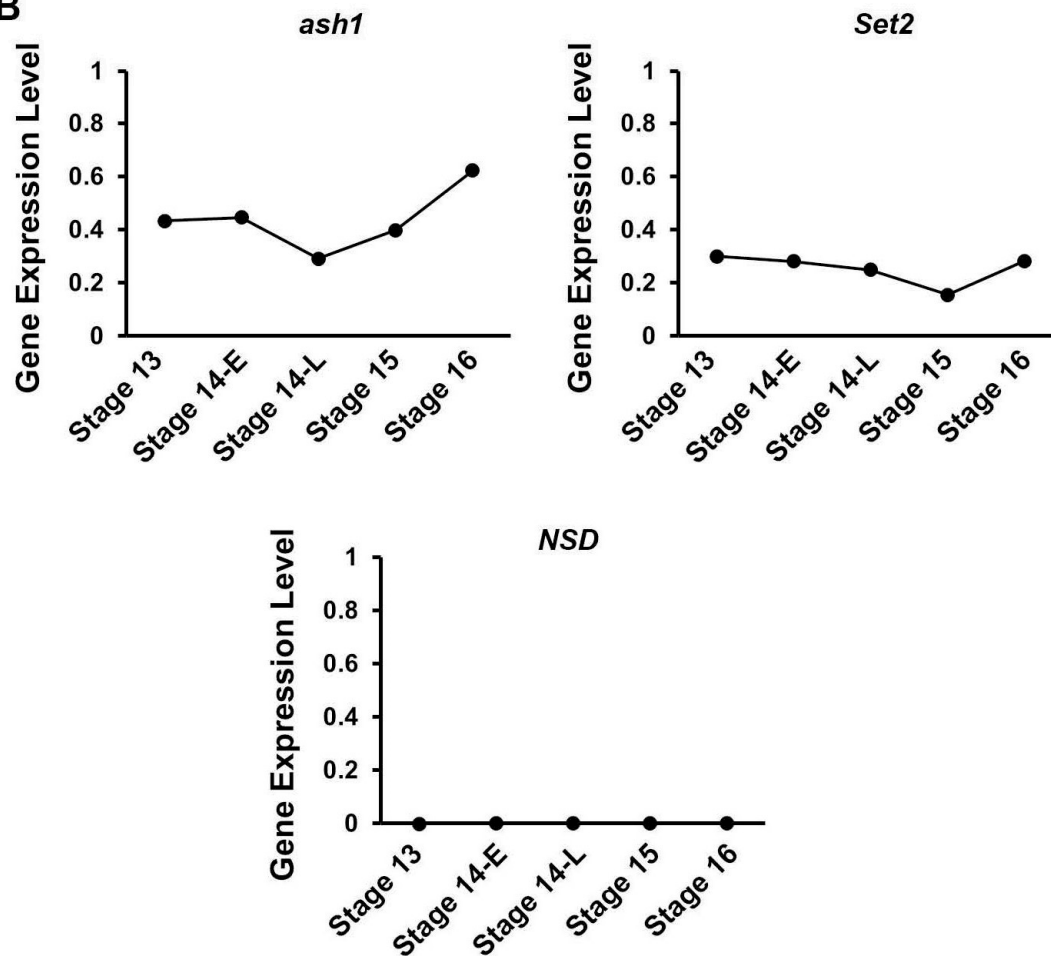 B
ash1
Gene Expression Level
1
0.8
0.6
0.4
0.2
0
Stage 13
Stage 14-E
Stage 14-L
Stage 15
Stage 16
Set2
Gene Expression Level
1
0.8
0.6
0.4
0.2
0
Stage 13
Stage 14-E
Stage 14-L
Stage 15
Stage 16
NSD
Gene Expression Level
1
0.8
0.6
0.4
0.2
0
Stage 13
Stage 14-E
Stage 14-L
Stage 15
Stage 16